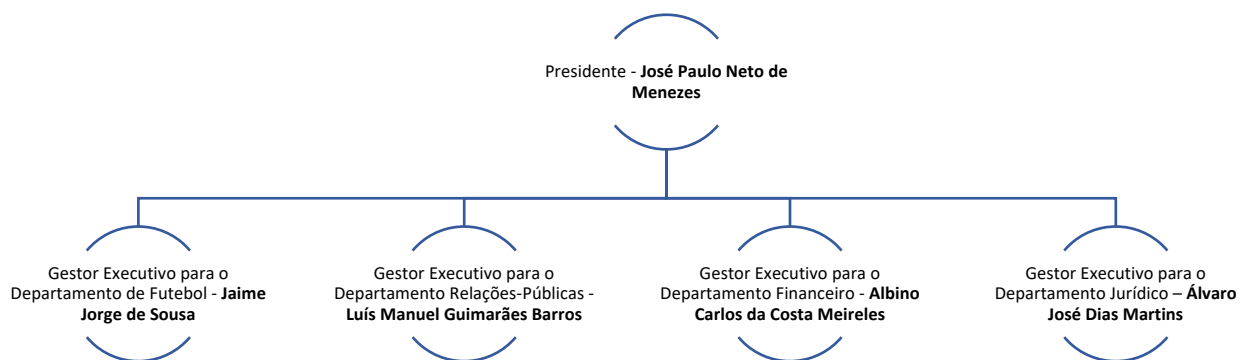 Presidente - José Paulo Neto de
Menezes
Gestor Executivo para o
Departamento de Futebol - Jaime
Jorge de Sousa
Gestor Executivo para o
Departamento Relações-Públicas -
Luís Manuel Guimarães Barros
Gestor Executivo para o
Departamento Financeiro - Albino
Carlos da Costa Meireles
Gestor Executivo para o
Departamento Jurídico – Álvaro
José Dias Martins